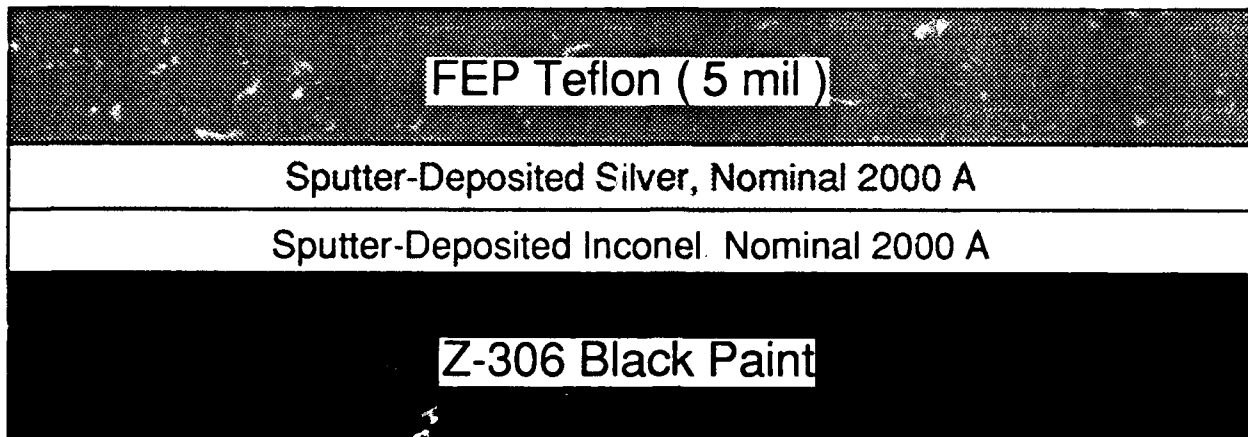 FEP Teflon ( 5 mil )
Sputter-Deposited Silver, Nominal 2000 A
Sputter-Deposited Inconel. Nominal 2000 A
Z-306 Black Paint